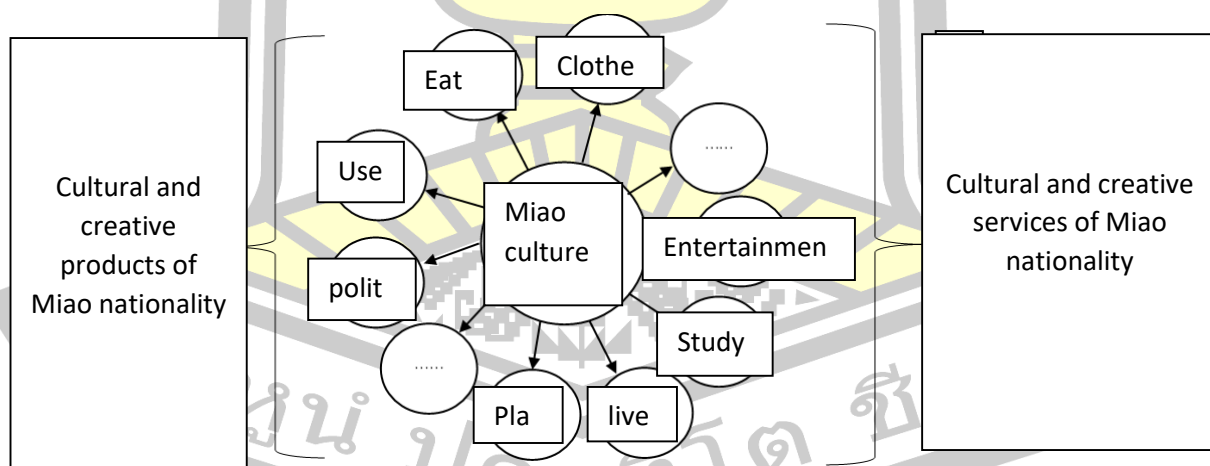 Cultural and
creative
products of
Miao nationality
Eat
Clothe
......
Use
Miao
culture
Entertainmen
polit
Study
......
Pla
live
Cultural and creative
services of Miao
nationality